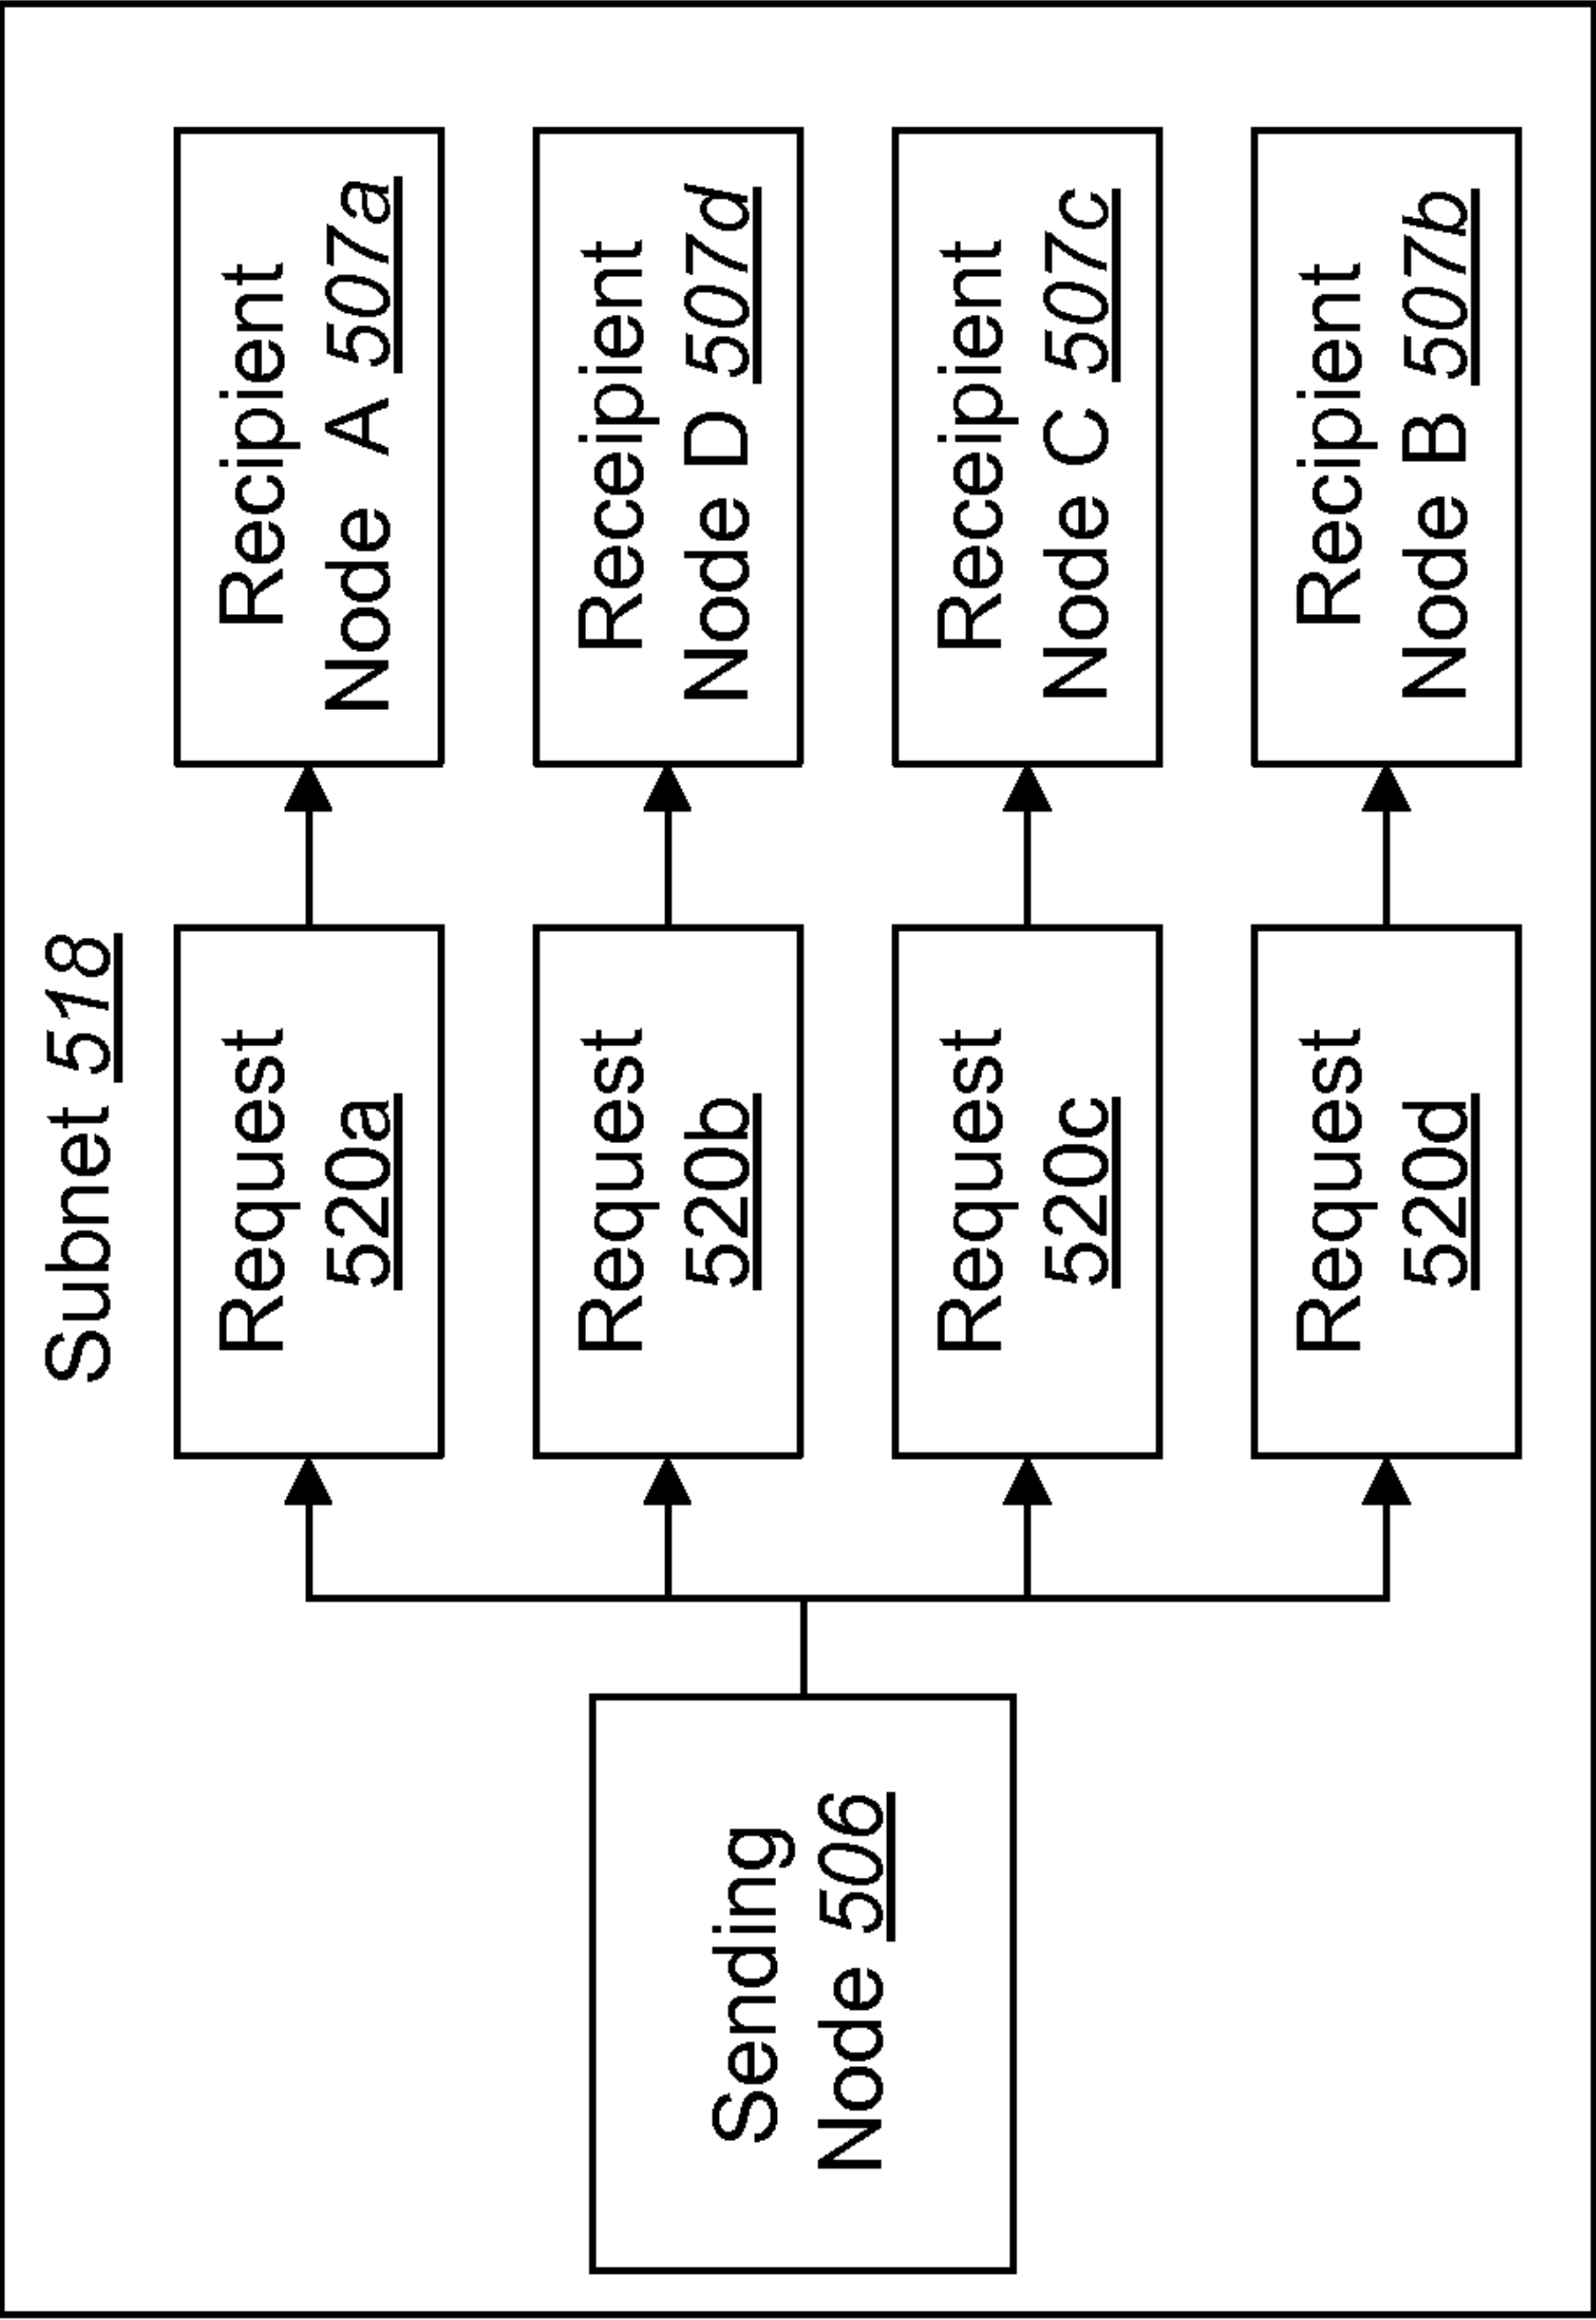 Subnet 518
Sending
Node 506
Request
520a
Request
520b
Request
520c
Request
520d
Recipient
Node A 507a
Receipient
Node D 507d
Receipient
Node C 507c
Recipient
Node B 507b